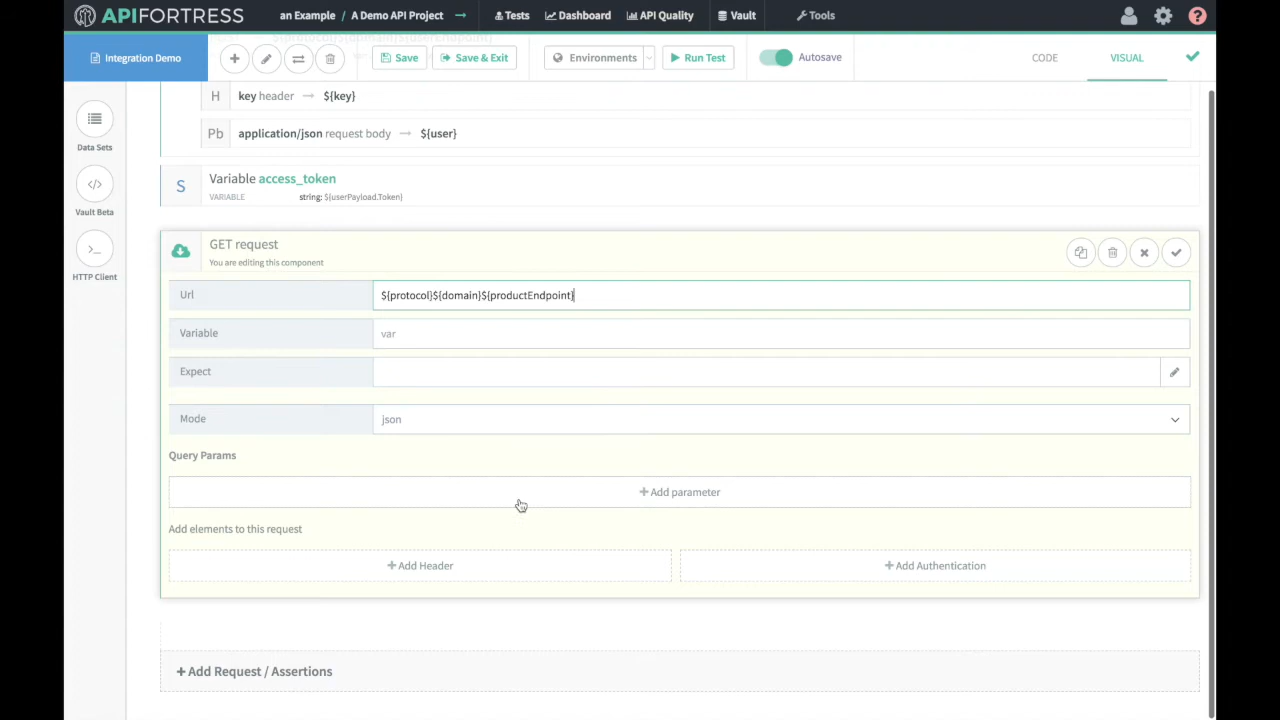 APIFORTRESS an Example / A Demo API Project → Tests Dashboard API Quality Vault Tools ?
${protocol}${domain}${userEndpoint}
Integration Demo Save Save & Exit Environments Run Test Autosave CODE VISUAL
H key header → ${key}
Pb application/json request body → ${user}
Data Sets
Vault Beta
HTTP Client
S Variable access_token
VARIABLE string: ${userPayload.Token}
GET request
You are editing this component
Url ${protocol}${domain}${productEndpoint}
Variable var
Expect
Mode json
Query Params
+ Add parameter
Add elements to this request
+ Add Header + Add Authentication
+ Add Request / Assertions